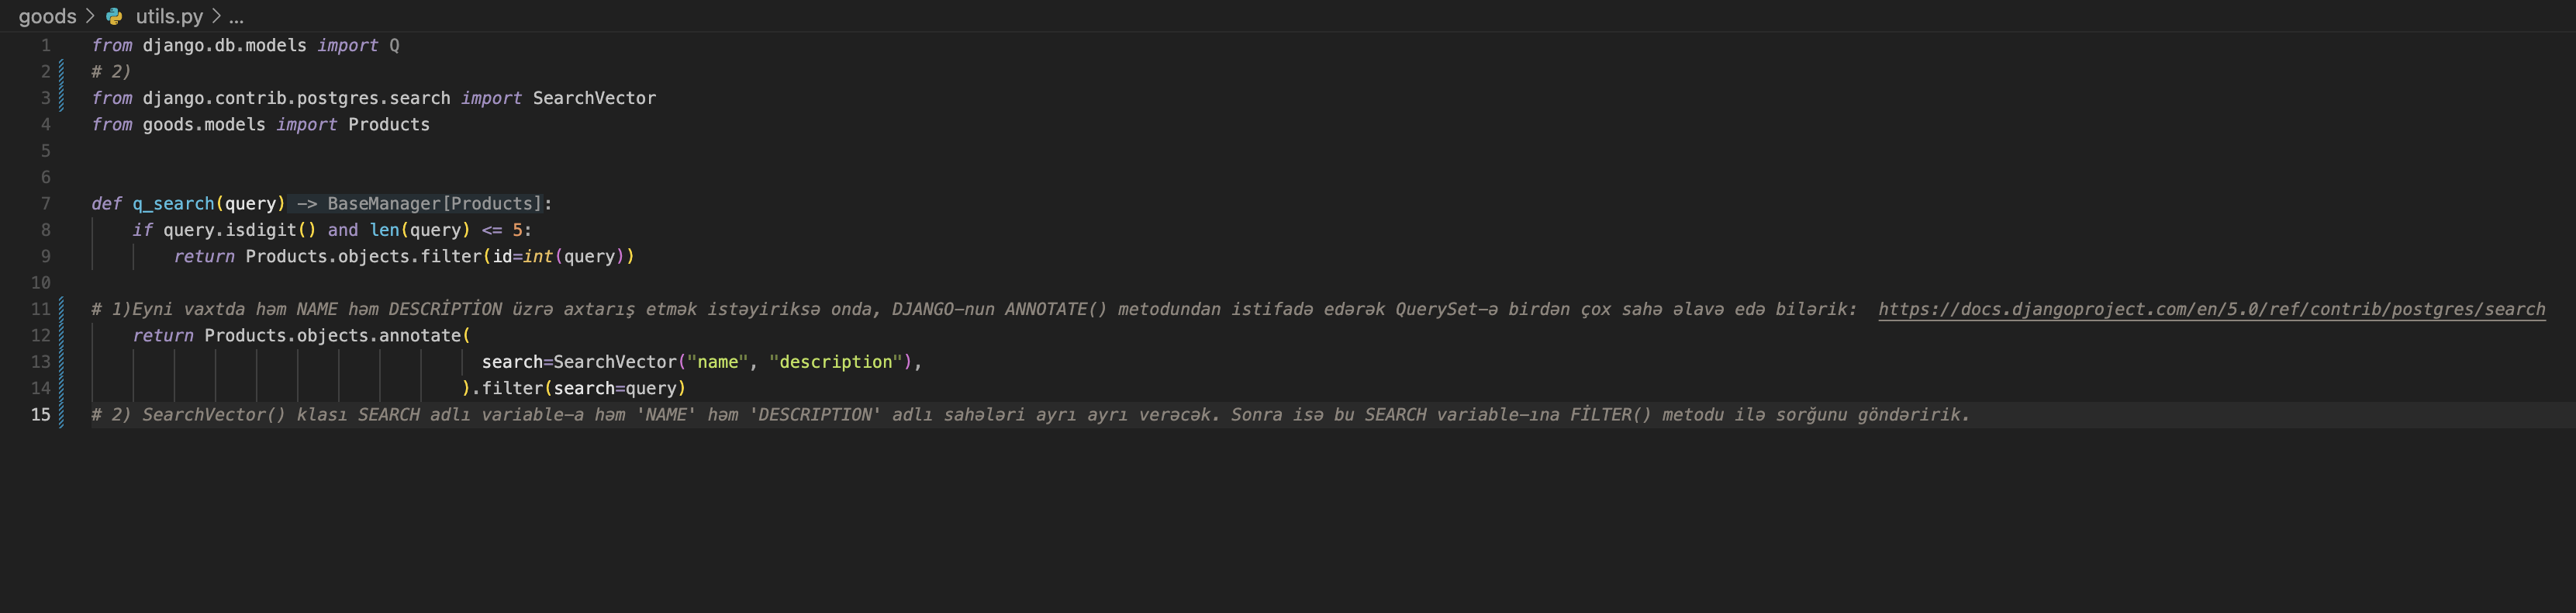 goods > utils.py > ...
1 from django.db.models import Q
2 # 2)
3 from django.contrib.postgres.search import SearchVector
4 from goods.models import Products
5
6
7 def q_search(query) -> BaseManager[Products]:
8     if query.isdigit() and len(query) <= 5:
9         return Products.objects.filter(id=int(query))
10
11 # 1)Eyni vaxtda həm NAME həm DESCRİPTİON üzrə axtarış etmək istəyiriksə onda, DJANGO-nun ANNOTATE() metodundan istifadə edərək QuerySet-ə birdən çox sahə əlavə edə bilərik:  https://docs.djangoproject.com/en/5.0/ref/contrib/postgres/search
12     return Products.objects.annotate(
13                                       search=SearchVector("name", "description"),
14                                     ).filter(search=query)
15 # 2) SearchVector() klası SEARCH adlı variable-a həm 'NAME' həm 'DESCRIPTION' adlı sahələri ayrı ayrı verəcək. Sonra isə bu SEARCH variable-ına FİLTER() metodu ilə sorğunu göndəririk.